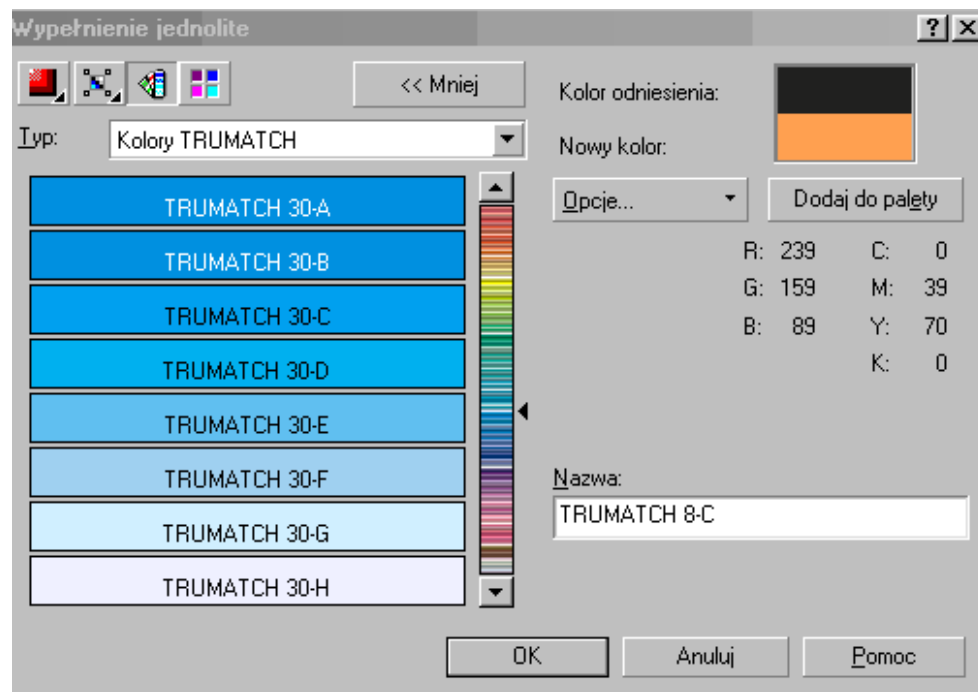 Wypełnienie jednolite
<< Mniej
Typ: Kolory TRUMATCH
TRUMATCH 30-A
TRUMATCH 30-B
TRUMATCH 30-C
TRUMATCH 30-D
TRUMATCH 30-E
TRUMATCH 30-F
TRUMATCH 30-G
TRUMATCH 30-H
Kolor odniesienia:
Nowy kolor:
Opcje... Dodaj do palety
R: 239 C: 0
G: 159 M: 39
B: 89 Y: 70
K: 0
Nazwa:
TRUMATCH 8-C
OK Anuluj Pomoc